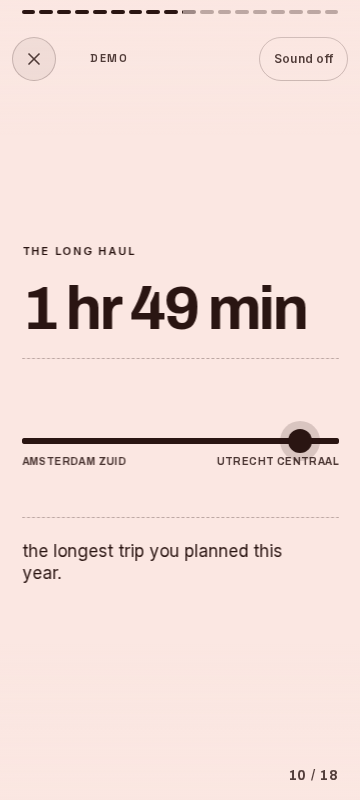 DEMO
Sound off
THE LONG HAUL
1 hr 49 min
AMSTERDAM ZUID
UTRECHT CENTRAAL
the longest trip you planned this
year.
10 / 18